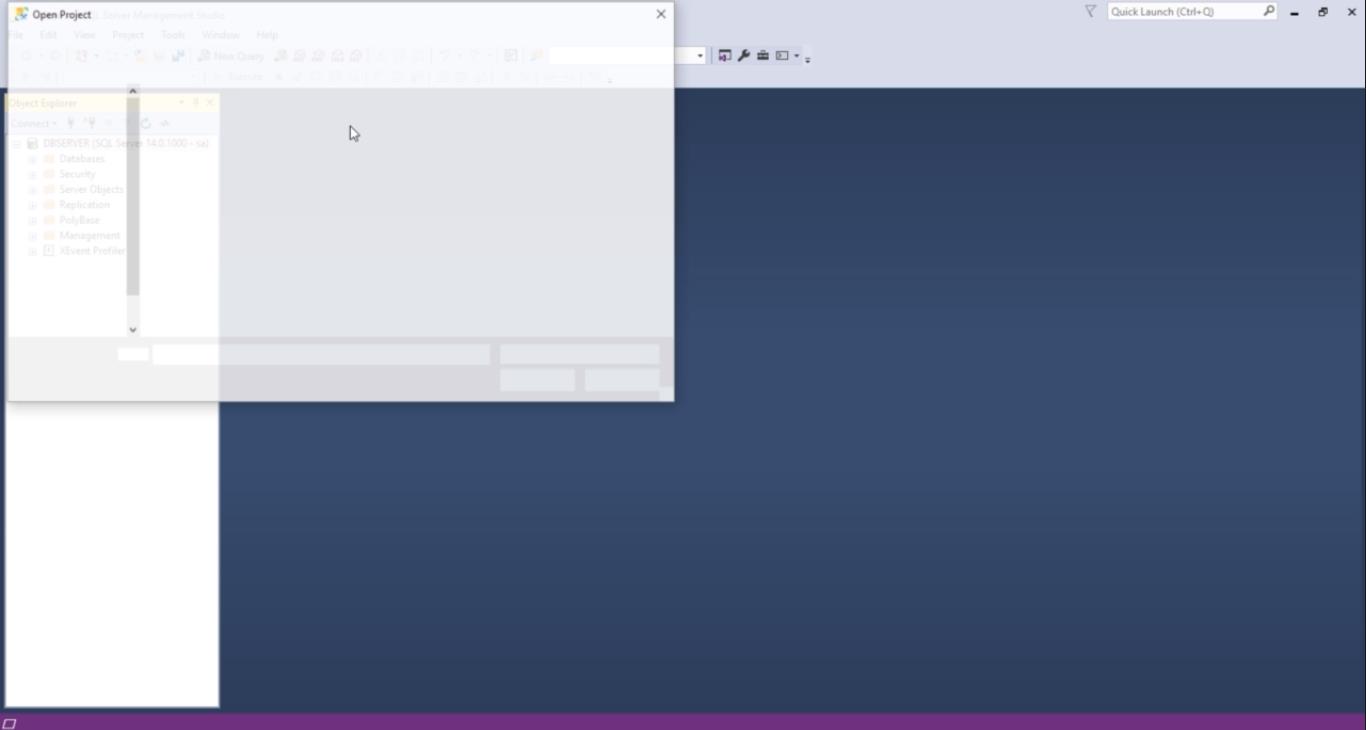 Open Project
SQL Server Management Studio
Quick Launch (Ctrl+Q)
File Edit View Project Tools Window Help
New Query
Execute
Object Explorer
Connect
DBSERVER (SQL Server 14.0.1000 - sa)
Databases
Security
Server Objects
Replication
PolyBase
Management
XEvent Profiler